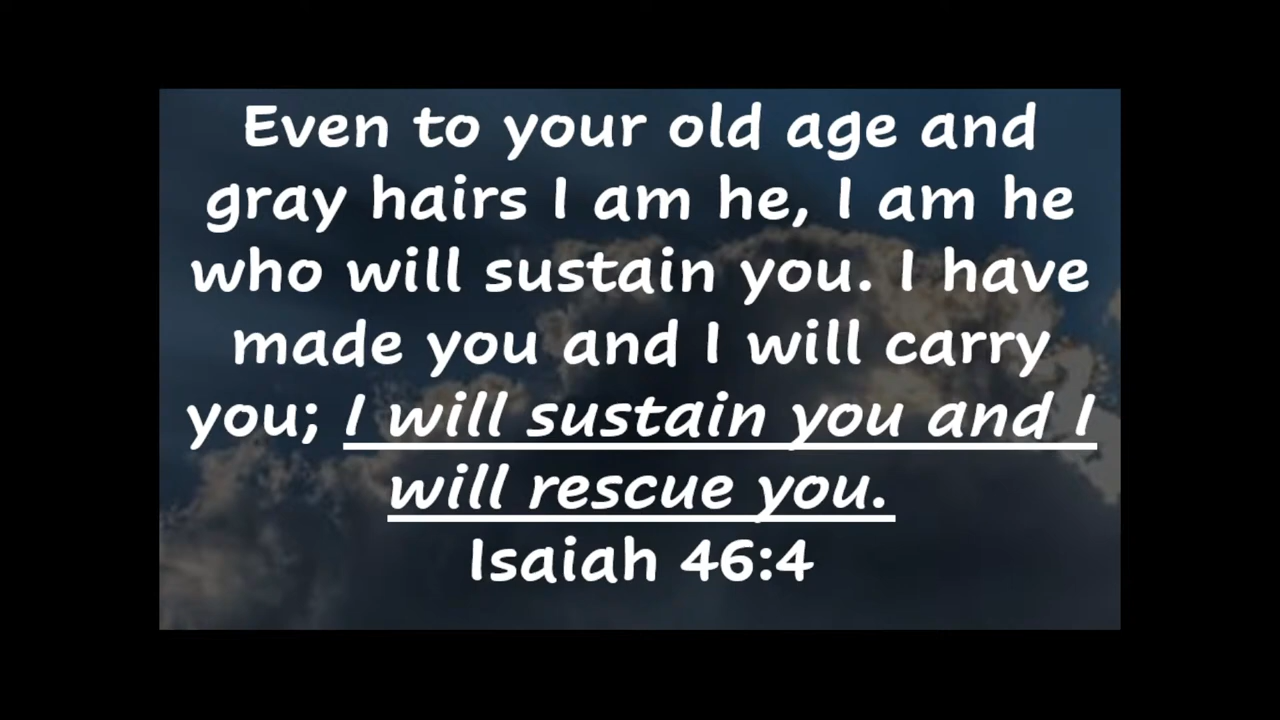 Even to your old age and
gray hairs I am he, I am he
who will sustain you. I have
made you and I will carry
you; I will sustain you and I
will rescue you.
Isaiah 46:4